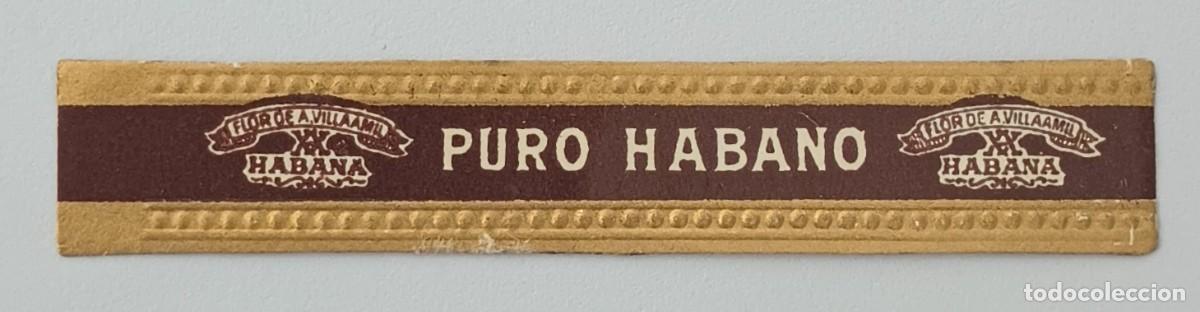 FLOR DE A. VILLAAMIL
HABANA
PURO HABANO
FLOR DE A. VILLAAMIL
HABANA
todocoleccion